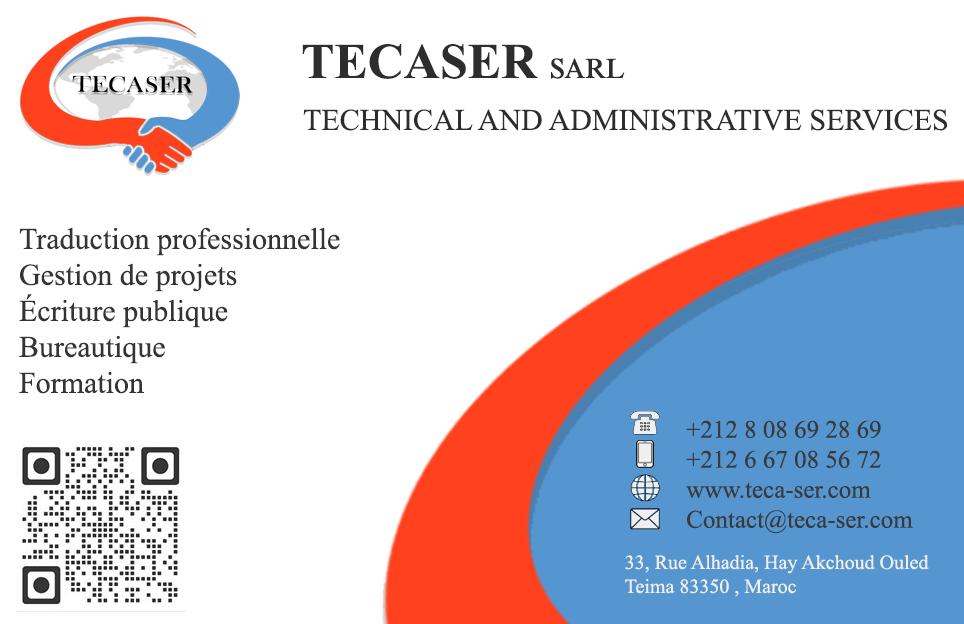 TECASER
TECASER SARL
TECHNICAL AND ADMINISTRATIVE SERVICES
Traduction professionnelle
Gestion de projets
Écriture publique
Bureautique
Formation
+212 8 08 69 28 69
+212 6 67 08 56 72
www.teca-ser.com
Contact@teca-ser.com
33, Rue Alhadia, Hay Akchoud Ouled
Teima 83350 , Maroc